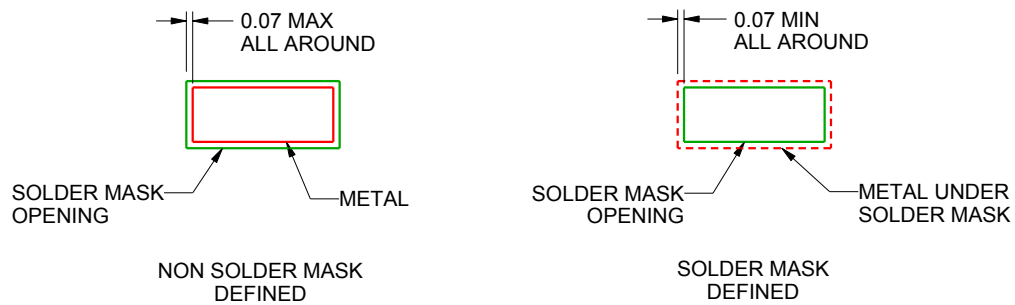 0.07 MAX
ALL AROUND
SOLDER MASK
OPENING
METAL
NON SOLDER MASK
DEFINED
0.07 MIN
ALL AROUND
SOLDER MASK
OPENING
METAL UNDER
SOLDER MASK
SOLDER MASK
DEFINED